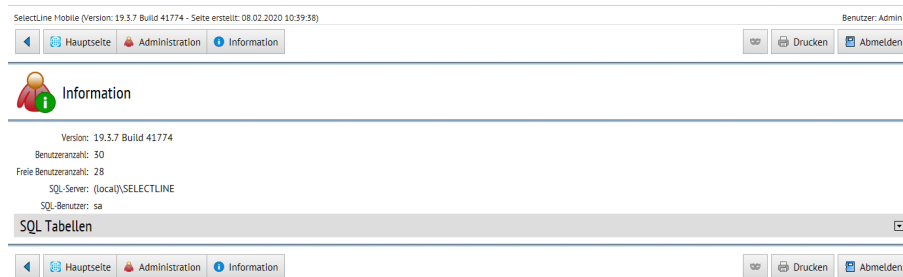 SelectLine Mobile (Version: 19.3.7 Build 41774 - Seite erstellt: 08.02.2020 10:39:38) Benutzer: Admin
Hauptseite Administration Information Drucken Abmelden
Information
Version: 19.3.7 Build 41774
Benutzeranzahl: 30
Freie Benutzeranzahl: 28
SQL-Server: (local)\SELECTLINE
SQL-Benutzer: sa
SQL Tabellen
Hauptseite Administration Information Drucken Abmelden